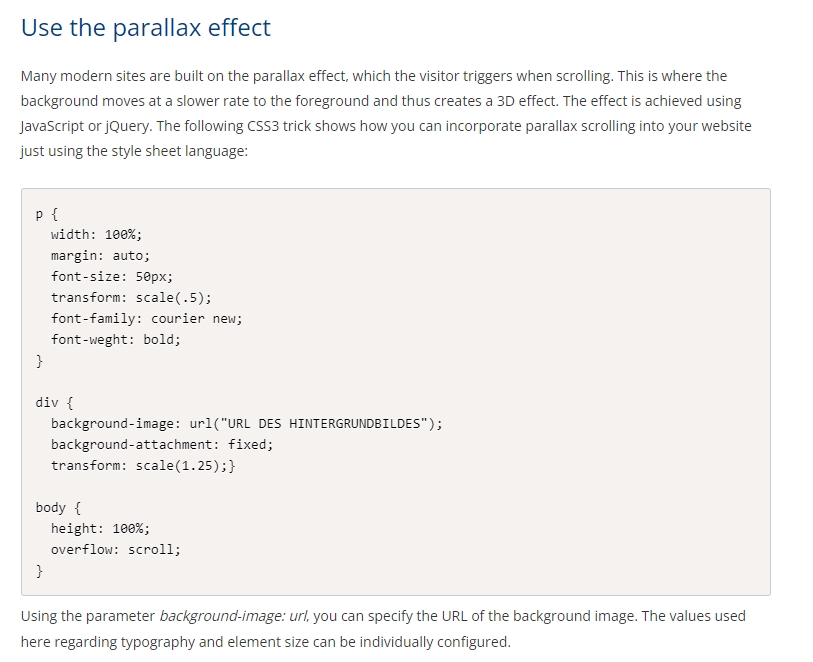 Use the parallax effect
Many modern sites are built on the parallax effect, which the visitor triggers when scrolling. This is where the
background moves at a slower rate to the foreground and thus creates a 3D effect. The effect is achieved using
JavaScript or jQuery. The following CSS3 trick shows how you can incorporate parallax scrolling into your website
just using the style sheet language:
p {
  width: 100%;
  margin: auto;
  font-size: 50px;
  transform: scale(.5);
  font-family: courier new;
  font-weght: bold;
}
div {
  background-image: url("URL DES HINTERGRUNDBILDES");
  background-attachment: fixed;
  transform: scale(1.25);}
body {
  height: 100%;
  overflow: scroll;
}
Using the parameter background-image: url, you can specify the URL of the background image. The values used
here regarding typography and element size can be individually configured.